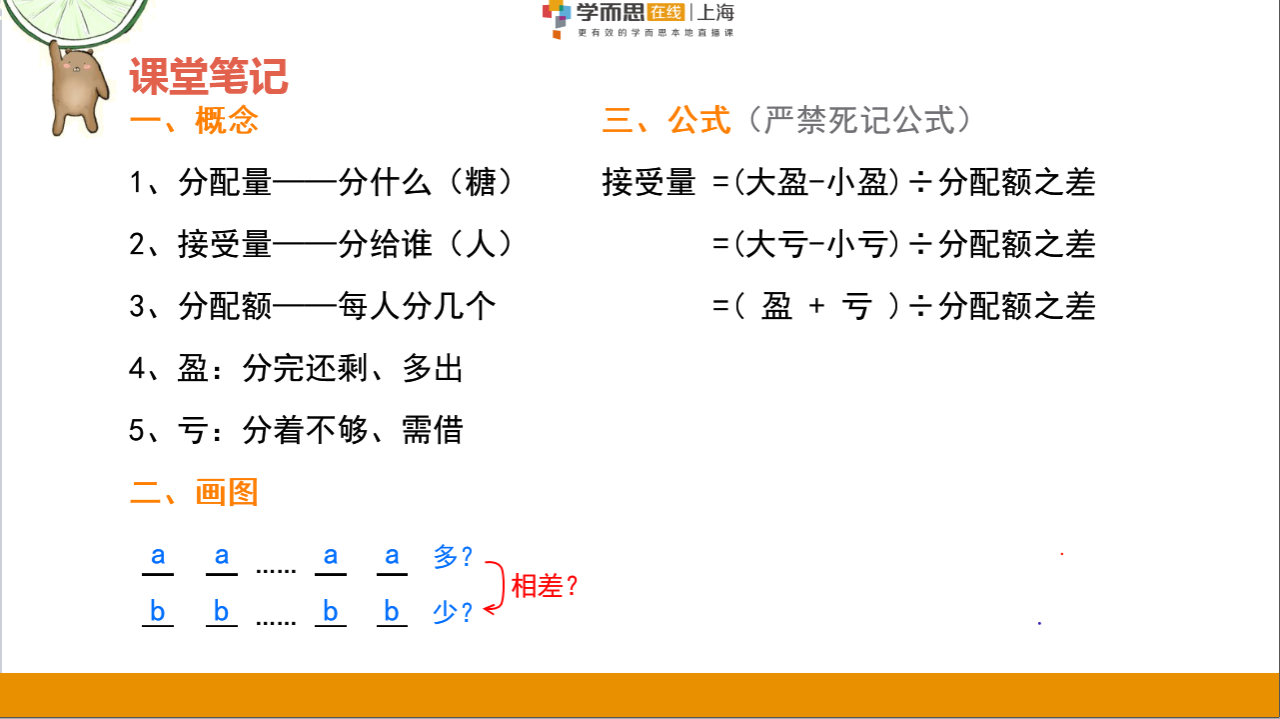 学而思在线|上海
更有效的学而思本地直播课
课堂笔记
一、概念
1、分配量——分什么（糖）
2、接受量——分给谁（人）
3、分配额——每人分几个
4、盈：分完还剩、多出
5、亏：分着不够、需借
二、画图
a a …… a a 多?
b b …… b b 少?
相差?
三、公式（严禁死记公式）
接受量 =(大盈-小盈)÷分配额之差
=(大亏-小亏)÷分配额之差
=( 盈 + 亏 )÷分配额之差